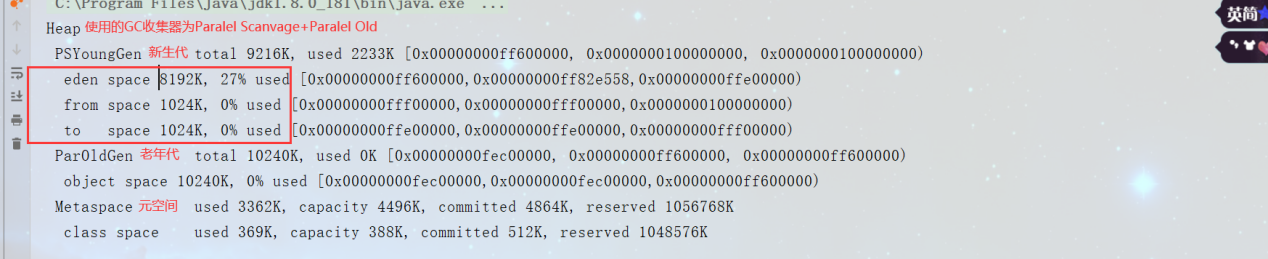 C:\Program Files\Java\jdk1.8.0_181\bin\java.exe" ...
Heap 使用的GC收集器为Paralel Scanvage+Paralel Old
PSYoungGen 新生代 total 9216K, used 2233K [0x00000000ff600000, 0x0000000100000000, 0x0000000100000000)
eden space 8192K, 27% used [0x00000000ff600000,0x00000000ff82e558,0x00000000ffe00000)
from space 1024K, 0% used [0x00000000fff00000,0x00000000fff00000,0x0000000100000000)
to space 1024K, 0% used [0x00000000ffe00000,0x00000000ffe00000,0x00000000fff00000)
ParOldGen 老年代 total 10240K, used 0K [0x00000000fec00000, 0x00000000ff600000, 0x00000000ff600000)
object space 10240K, 0% used [0x00000000fec00000,0x00000000fec00000,0x00000000ff600000)
Metaspace 元空间 used 3362K, capacity 4496K, committed 4864K, reserved 1056768K
class space used 369K, capacity 388K, committed 512K, reserved 1048576K
英简